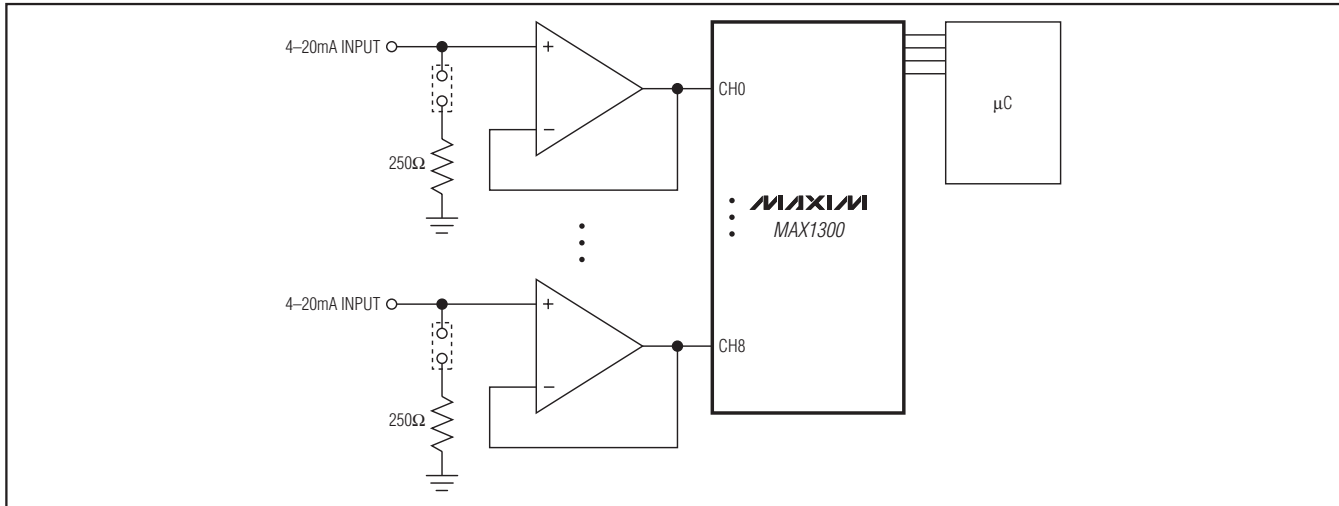 4–20mA INPUT
+
CH0
µC
−
250Ω
MAXIM
MAX1300
4–20mA INPUT
+
CH8
−
250Ω